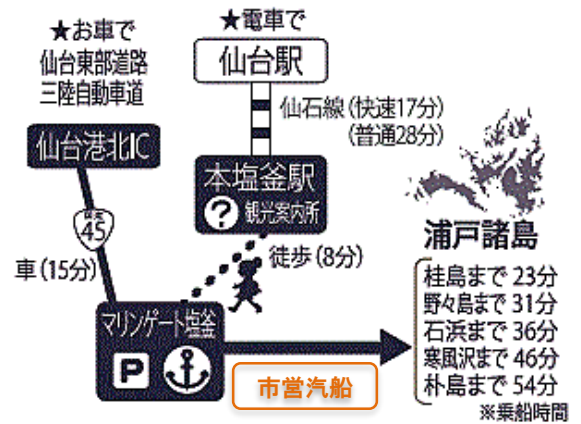 ★お車で
仙台東部道路
三陸自動車道
仙台港北IC
国道
45
車(15分)
★電車で
仙台駅
仙石線(快速17分)
(普通28分)
本塩釜駅
?観光案内所
徒歩(8分)
マリンゲート塩釜
P
市営汽船
浦戸諸島
桂島まで 23分
野々島まで 31分
石浜まで 36分
寒風沢まで 46分
朴島まで 54分
※乗船時間